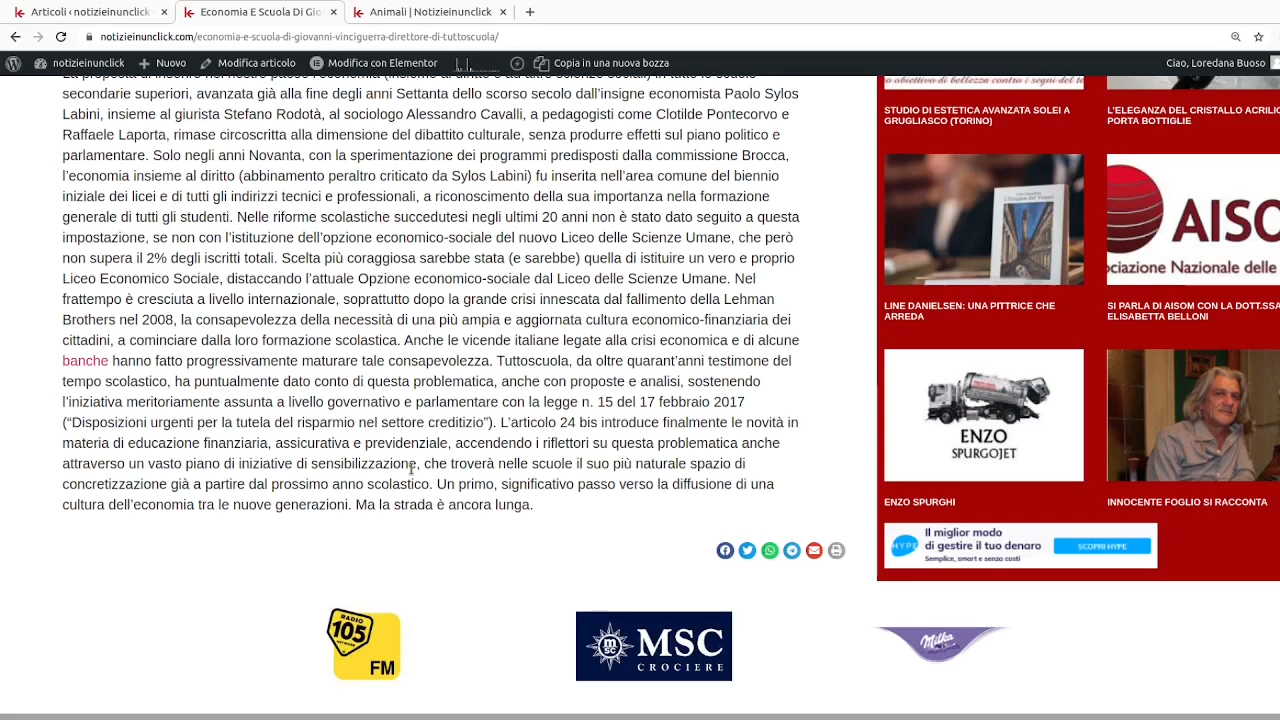 Articoli ‹ notizieinunclick
Economia E Scuola Di Gio
Animali | Notizieinunclick
notizieinunclick.com/economia-e-scuola-di-giovanni-vinciguerra-direttore-di-tuttoscuola/
notizieinunclick
Nuovo
Modifica articolo
Modifica con Elementor
Copia in una nuova bozza
Ciao, Loredana Buoso
secondarie superiori, avanzata già alla fine degli anni Settanta dello scorso secolo dall’insigne economista Paolo Sylos
Labini, insieme al giurista Stefano Rodotà, al sociologo Alessandro Cavalli, a pedagogisti come Clotilde Pontecorvo e
Raffaele Laporta, rimase circoscritta alla dimensione del dibattito culturale, senza produrre effetti sul piano politico e
parlamentare. Solo negli anni Novanta, con la sperimentazione dei programmi predisposti dalla commissione Brocca,
l’economia insieme al diritto (abbinamento peraltro criticato da Sylos Labini) fu inserita nell’area comune del biennio
iniziale dei licei e di tutti gli indirizzi tecnici e professionali, a riconoscimento della sua importanza nella formazione
generale di tutti gli studenti. Nelle riforme scolastiche succedutesi negli ultimi 20 anni non è stato dato seguito a questa
impostazione, se non con l’istituzione dell’opzione economico-sociale del nuovo Liceo delle Scienze Umane, che però
non supera il 2% degli iscritti totali. Scelta più coraggiosa sarebbe stata (e sarebbe) quella di istituire un vero e proprio
Liceo Economico Sociale, distaccando l’attuale Opzione economico-sociale dal Liceo delle Scienze Umane. Nel
frattempo è cresciuta a livello internazionale, soprattutto dopo la grande crisi innescata dal fallimento della Lehman
Brothers nel 2008, la consapevolezza della necessità di una diffusa e aggiornata cultura economico-finanziaria dei
cittadini, a cominciare dalla loro formazione scolastica. Anche le vicende italiane legate alla crisi economica e di alcune
banche hanno fatto progressivamente maturare tale consapevolezza. Tuttoscuola, da oltre quarant’anni testimone del
tempo scolastico, ha puntualmente dato conto di questa problematica, anche con proposte e analisi, sostenendo
l’iniziativa meritoriamente assunta a livello governativo e parlamentare con la legge n. 15 del 17 febbraio 2017
(“Disposizioni urgenti per la tutela del risparmio nel settore creditizio”). L’articolo 24 bis introduce finalmente le novità in
materia di educazione finanziaria, assicurativa e previdenziale, accendendo i riflettori su questa problematica anche
attraverso un vasto piano di iniziative di sensibilizzazione, che troverà nelle scuole il suo più naturale spazio di
concretizzazione già a partire dal prossimo anno scolastico. Un primo, significativo passo verso la diffusione di una
cultura dell’economia tra le nuove generazioni. Ma la strada è ancora lunga.
STUDIO DI ESTETICA AVANZATA SOLEI A
GRUGLIASCO (TORINO)
L’ELEGANZA DEL CRISTALLO ACRILIC
PORTA BOTTIGLIE
AISO
ociazione Nazionale delle
LINE DANIELSEN: UNA PITTRICE CHE
ARREDA
SI PARLA DI AISOM CON LA DOTT.SSA
ELISABETTA BELLONI
ENZO
SPURGOJET
ENZO SPURGHI
INNOCENTE FOGLIO SI RACCONTA
HYPE
Il miglior modo
di gestire il tuo denaro
Semplice, smart e senza costi
SCOPRI HYPE
RADIO
105
NETWORK
FM
MSC
MSC
CROCIERE
Milka